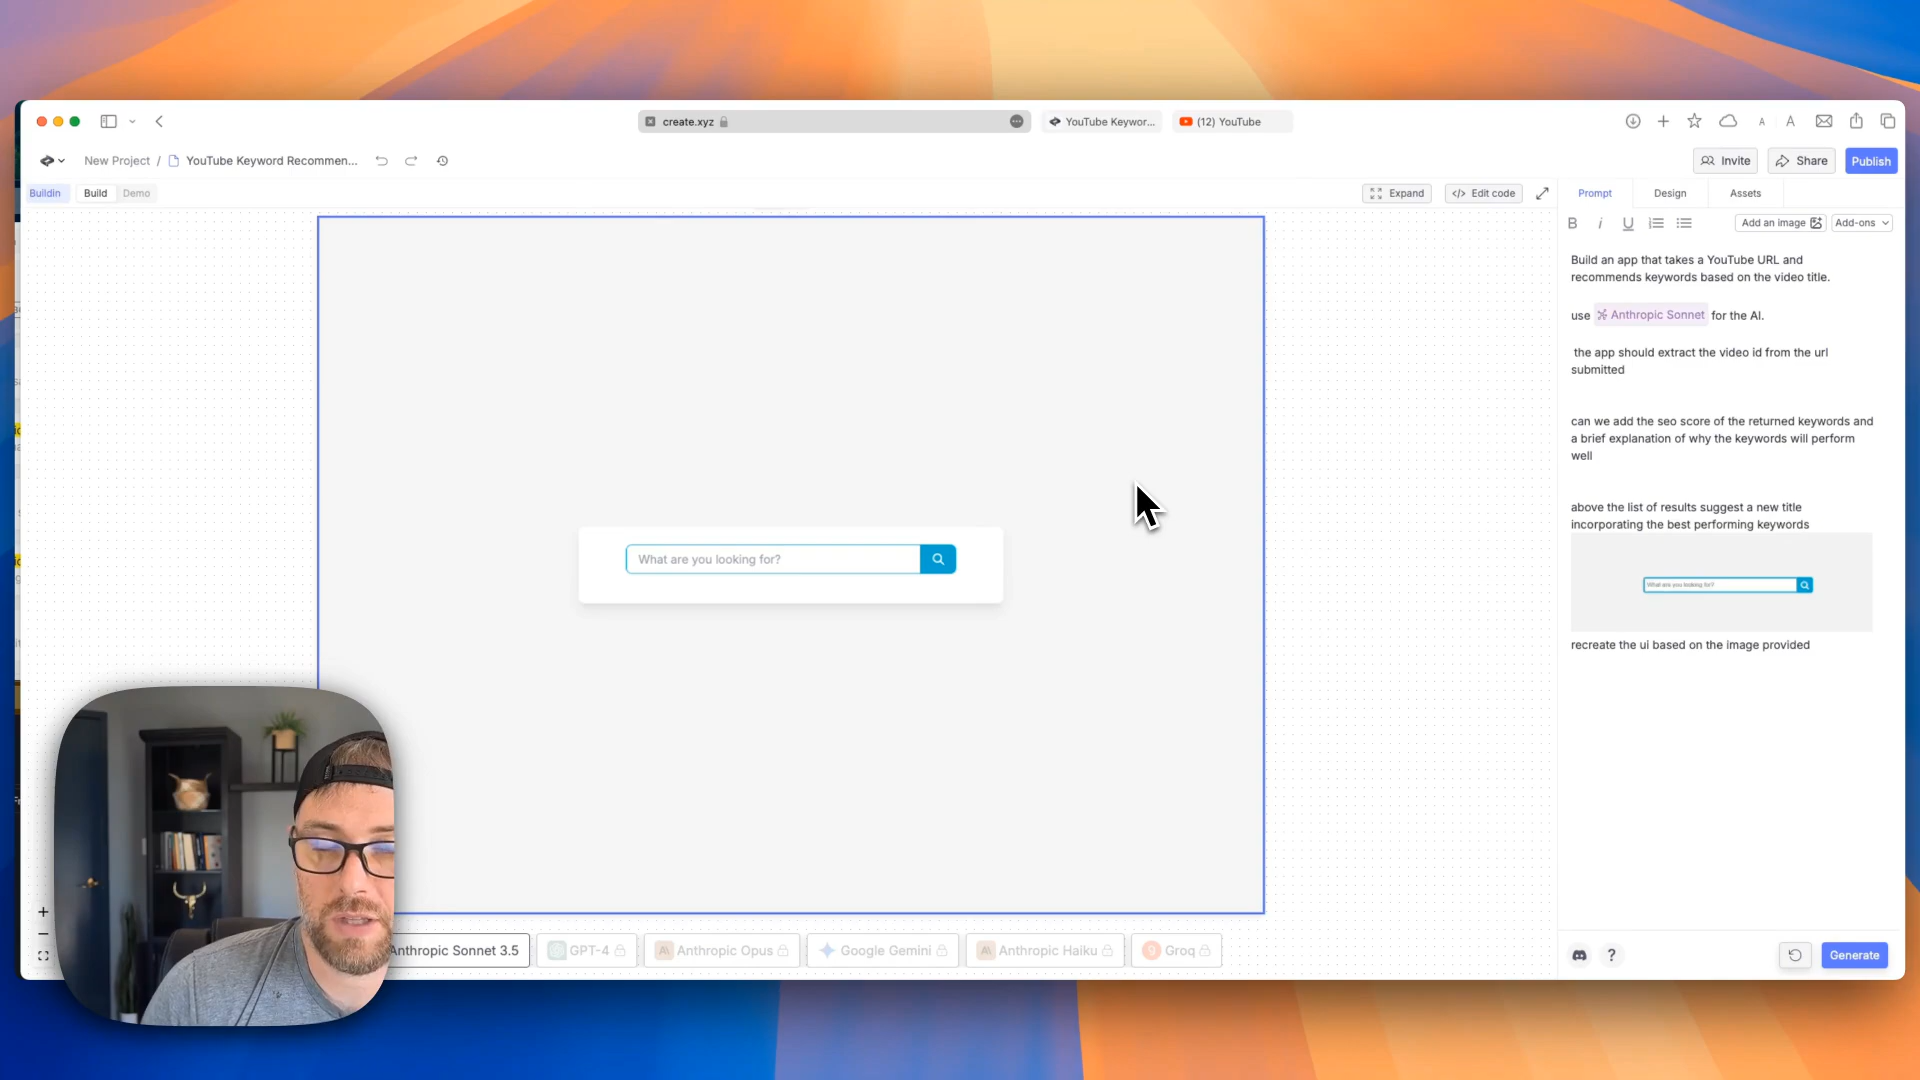 create.xyz
YouTube Keywor...
(12) YouTube
A
A
New Project / YouTube Keyword Recommen...
Invite
Share
Publish
Buildin
Build
Demo
Expand
</> Edit code
Prompt
Design
Assets
B i U
Add an image
Add-ons
Build an app that takes a YouTube URL and
recommends keywords based on the video title.
use Anthropic Sonnet for the AI.
the app should extract the video id from the url
submitted
can we add the seo score of the returned keywords and
a brief explanation of why the keywords will perform
well
above the list of results suggest a new title
incorporating the best performing keywords
What are you looking for?
recreate the ui based on the image provided
What are you looking for?
Anthropic Sonnet 3.5
GPT-4
Anthropic Opus
Google Gemini
Anthropic Haiku
Groq
?
Generate